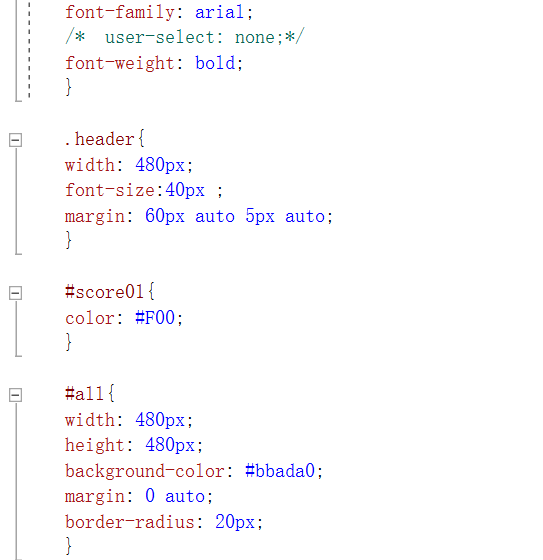 font-family: arial;
/*  user-select: none;*/
font-weight: bold;
}
.header{
width: 480px;
font-size:40px ;
margin: 60px auto 5px auto;
}
#score01{
color: #F00;
}
#all{
width: 480px;
height: 480px;
background-color: #bbada0;
margin: 0 auto;
border-radius: 20px;
}